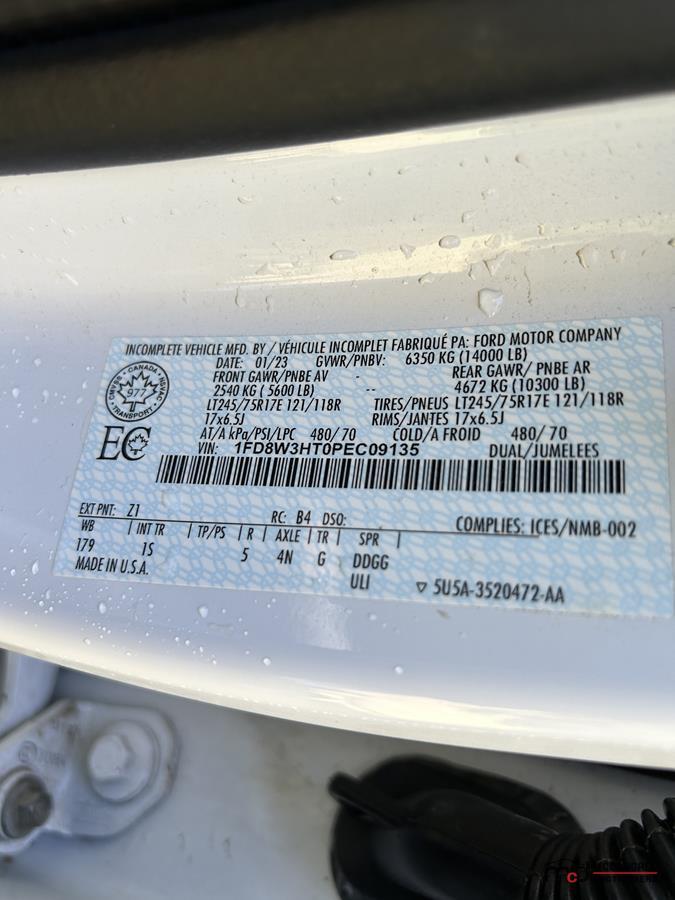 INCOMPLETE VEHICLE MFD. BY / VÉHICULE INCOMPLET FABRIQUÉ PA: FORD MOTOR COMPANY
DATE: 01/23 GVWR/PNBV: 6350 KG (14000 LB)
FRONT GAWR/PNBE AV - REAR GAWR/ PNBE AR
2540 KG ( 5600 LB) -- 4672 KG (10300 LB)
LT245/75R17E 121/118R TIRES/PNEUS LT245/75R17E 121/118R
17x6.5J RIMS/JANTES 17x6.5J
AT/A kPa/PSI/LPC 480/ 70 COLD/A FROID 480/ 70
VIN: 1FD8W3HT0PEC09135 DUAL/JUMELEES
CANADA
977
TRANSPORT
EC
EXT PNT: Z1 RC: B4 DSO: COMPLIES: ICES/NMB-002
WB | INT TR | TP/PS | R | AXLE | TR | SPR |
179 1S 5 4N G DDGG
MADE IN U.S.A. ULI ▽ 5U5A-3520472-AA